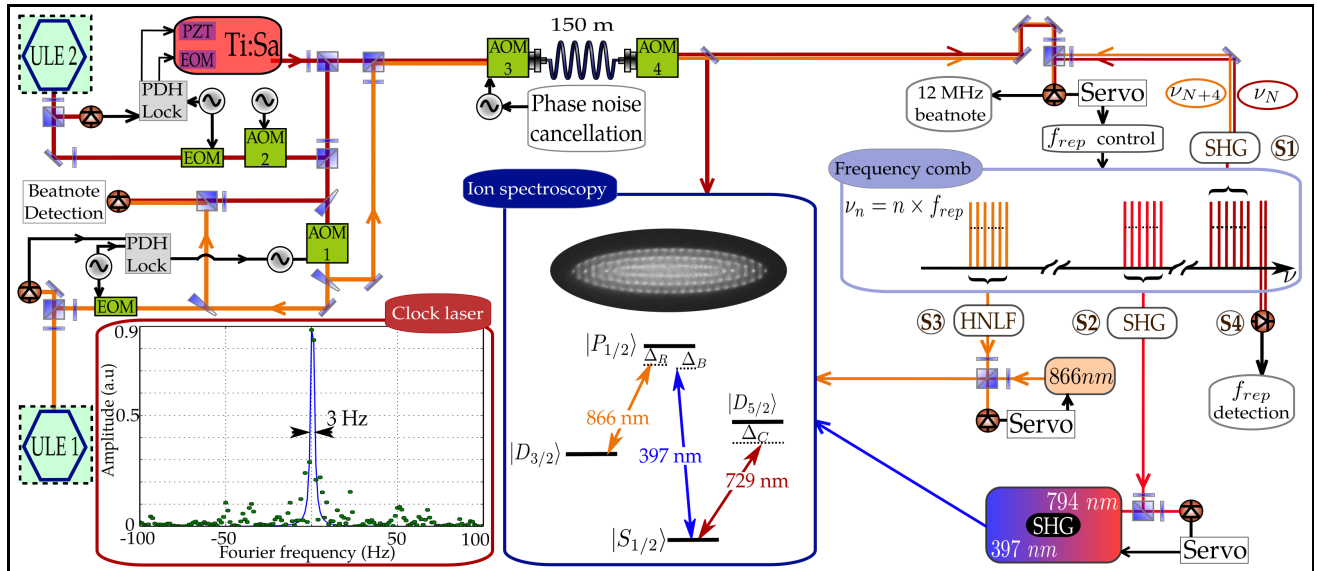 ULE 2
PZT
EOM
Ti:Sa
PDH
Lock
EOM
AOM
2
Beatnote
Detection
PDH
Lock
AOM
1
EOM
ULE 1
AOM
3
150 m
AOM
4
Phase noise
cancellation
12 MHz
beatnote
Servo
f_rep control
ν_{N+4}
ν_N
SHG
S1
Frequency comb
ν_n = n × f_rep
ν
S3
HNLF
S2
SHG
S4
866nm
Servo
f_rep
detection
794 nm
SHG
397 nm
Servo
Ion spectroscopy
|P_{1/2}⟩
Δ_R
Δ_B
866 nm
|D_{5/2}⟩
Δ_C
|D_{3/2}⟩
397 nm
729 nm
|S_{1/2}⟩
Clock laser
0.9
0.5
0
Amplitude (a.u)
3 Hz
-100
-50
0
50
100
Fourier frequency (Hz)